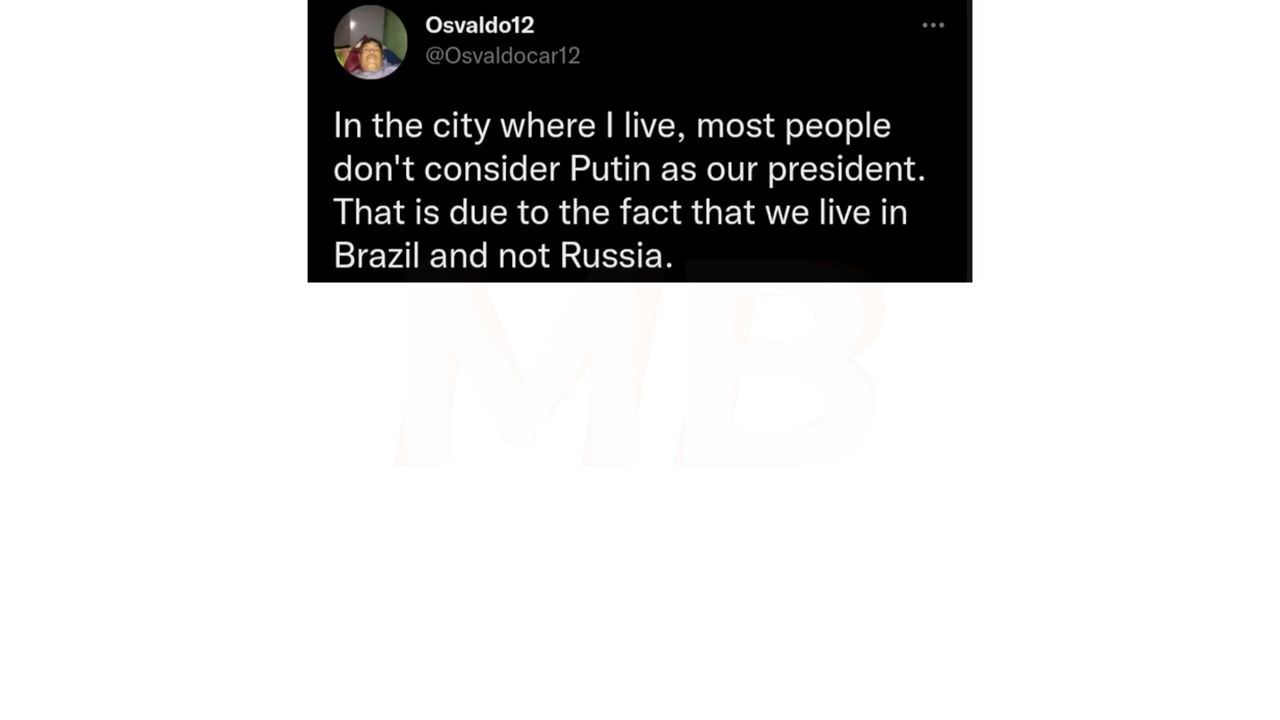 Osvaldo12
@Osvaldocar12
In the city where I live, most people
don't consider Putin as our president.
That is due to the fact that we live in
Brazil and not Russia.
MB